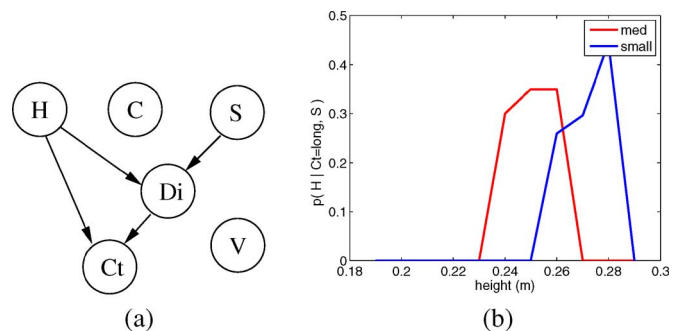 H
C
S
Di
V
Ct
(a)
med
small
0.5
0.4
0.3
0.2
0.1
0
p( H | Ct=long, S )
0.18 0.2 0.22 0.24 0.26 0.28 0.3
height (m)
(b)